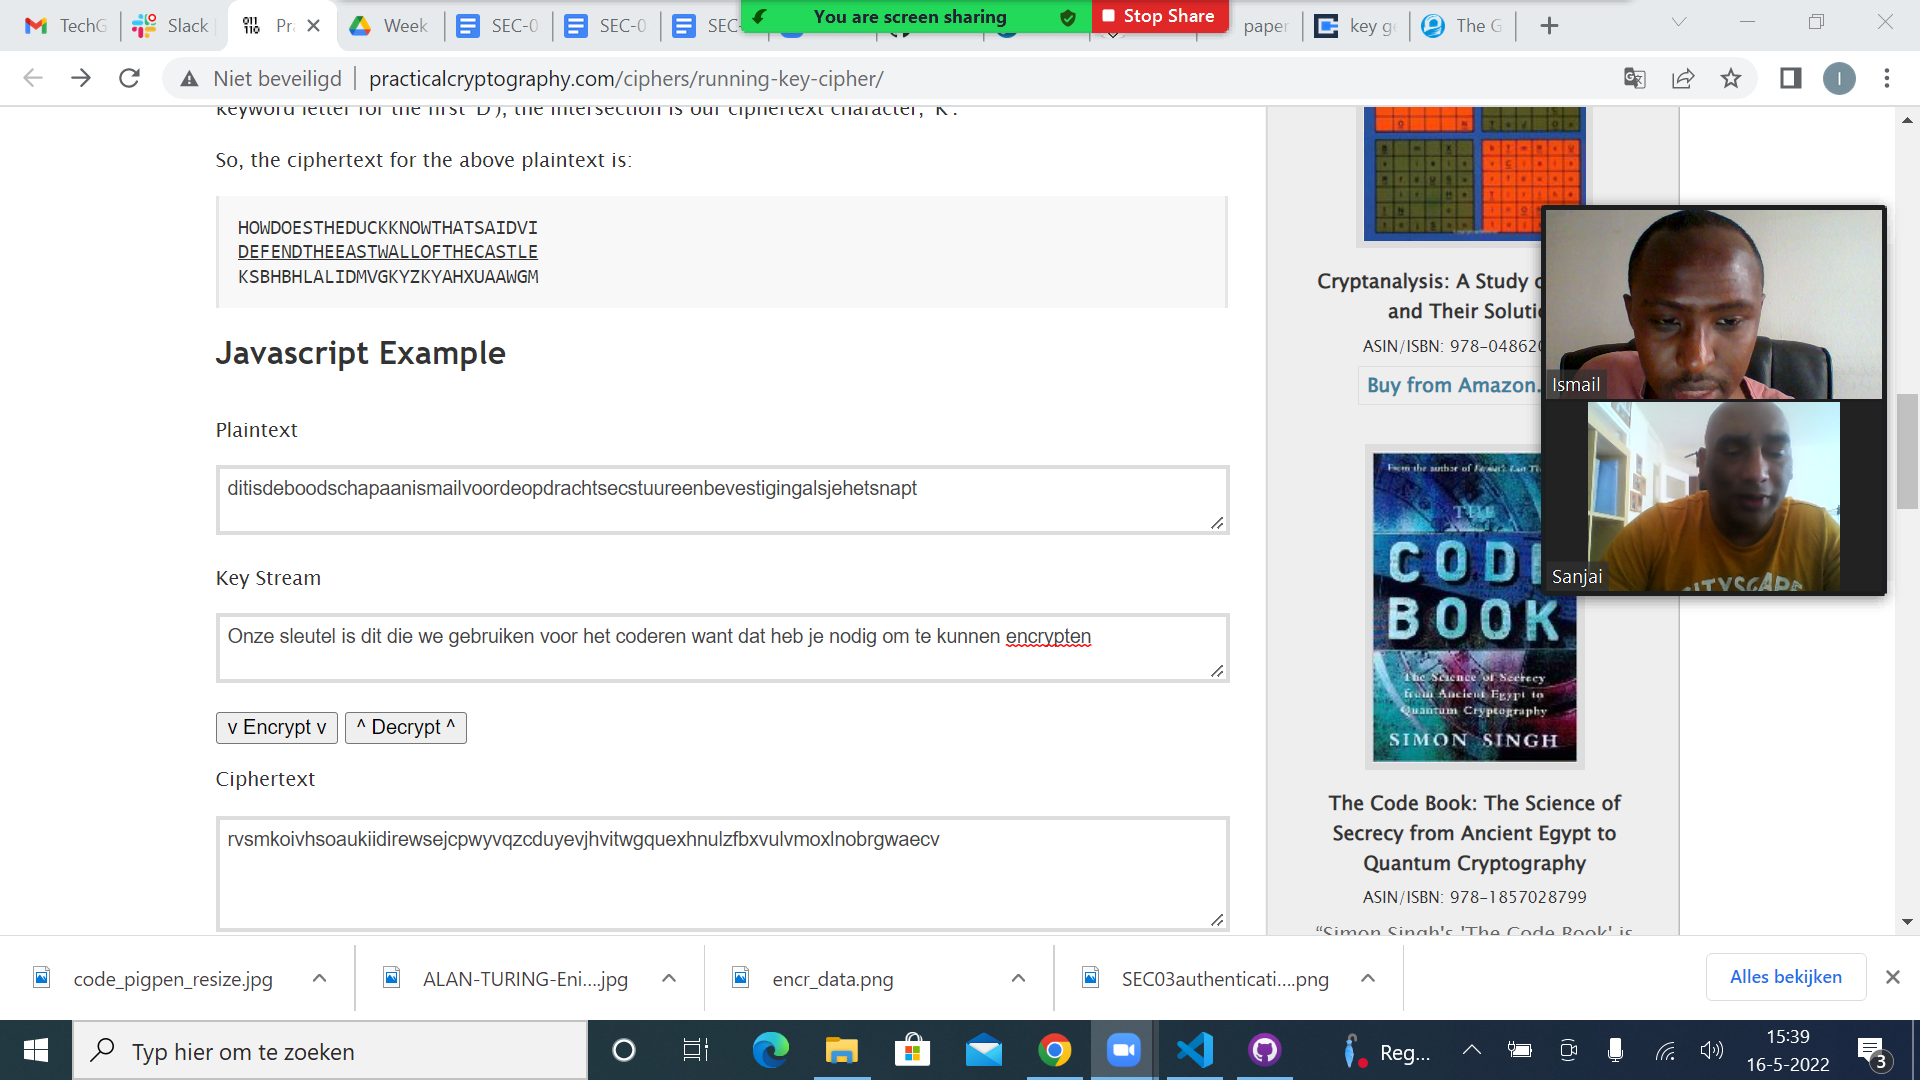 TechG
Slack
Pr
Week
SEC-0
SEC-0
SEC-
You are screen sharing
Stop Share
paper
key ge
The G
Niet beveiligd
practicalcryptography.com/ciphers/running-key-cipher/
I
keyword letter for the first 'D'), the intersection is our ciphertext character, 'K'.
So, the ciphertext for the above plaintext is:
HOWDOESTHEDUCKKNOWTHATSAIDVI
DEFENDTHEEASTWALLOFTHECASTLE
KSBHBHLALIDMVGKYZKYAHXUAAWGM
Javascript Example
Plaintext
ditisdeboodschapaanismailvoordeopdrachtsecstuureenbevestigingalsjehetsnapt
Key Stream
Onze sleutel is dit die we gebruiken voor het coderen want dat heb je nodig om te kunnen encrypten
v Encrypt v
^ Decrypt ^
Ciphertext
rvsmkoivhsoaukiidirewsejcpwyvqzcduyevjhvitwgquexhnulzfbxvulvmoxlnobrgwaecv
Cryptanalysis: A Study o
and Their Soluti
ASIN/ISBN: 978-04862
Buy from Amazon.
Ismail
Sanjai
CITYSCAPE
THE
CODE
BOOK
The Science of Secrecy
from Ancient Egypt to
Quantum Cryptography
SIMON SINGH
The Code Book: The Science of
Secrecy from Ancient Egypt to
Quantum Cryptography
ASIN/ISBN: 978-1857028799
“Simon Singh's 'The Code Book' is
code_pigpen_resize.jpg
ALAN-TURING-Eni....jpg
encr_data.png
SEC03authenticati....png
Alles bekijken
Typ hier om te zoeken
Reg...
15:39
16-5-2022
3